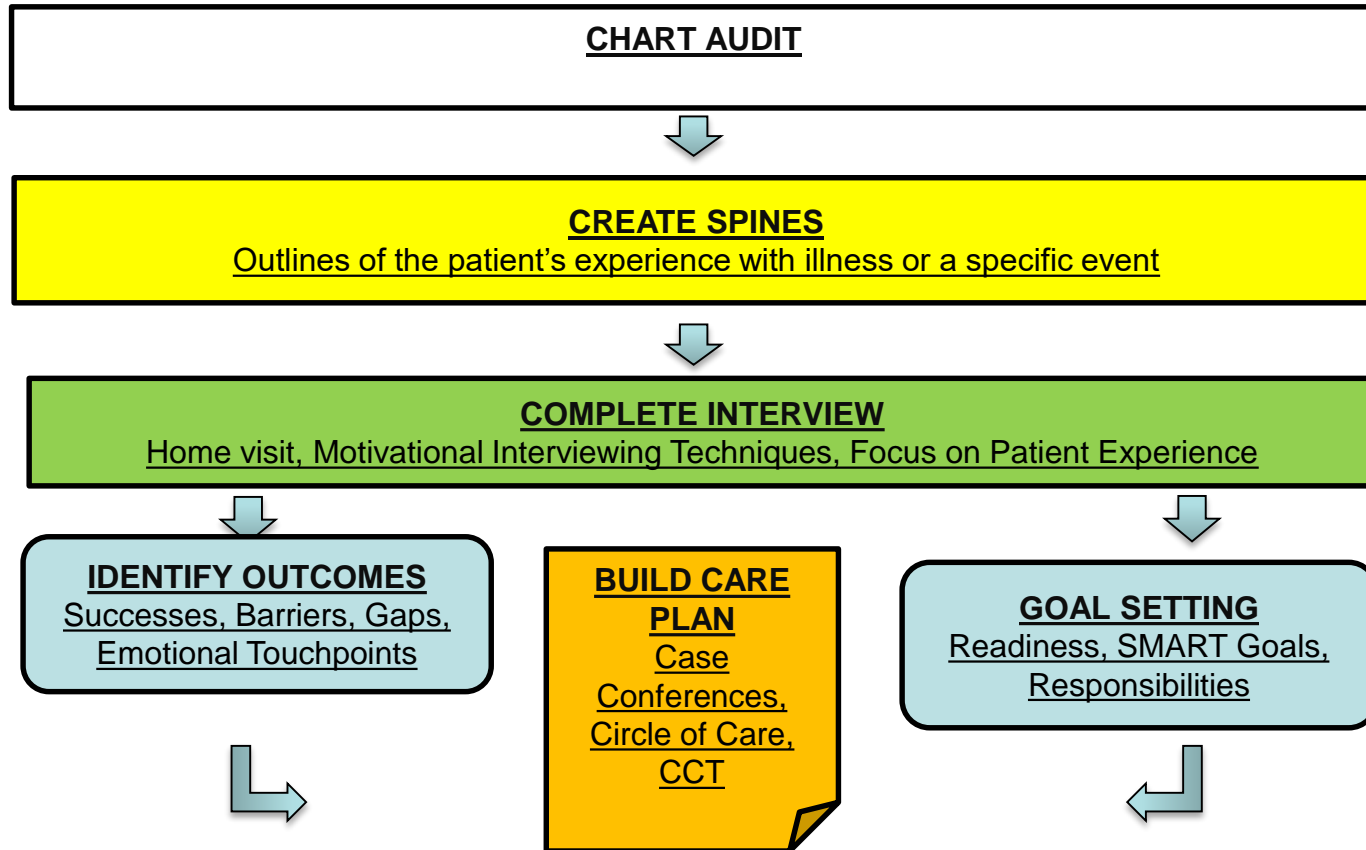 CHART AUDIT
CREATE SPINES
Outlines of the patient’s experience with illness or a specific event
COMPLETE INTERVIEW
Home visit, Motivational Interviewing Techniques, Focus on Patient Experience
IDENTIFY OUTCOMES
Successes, Barriers, Gaps,
Emotional Touchpoints
BUILD CARE
PLAN
Case
Conferences,
Circle of Care,
CCT
GOAL SETTING
Readiness, SMART Goals,
Responsibilities